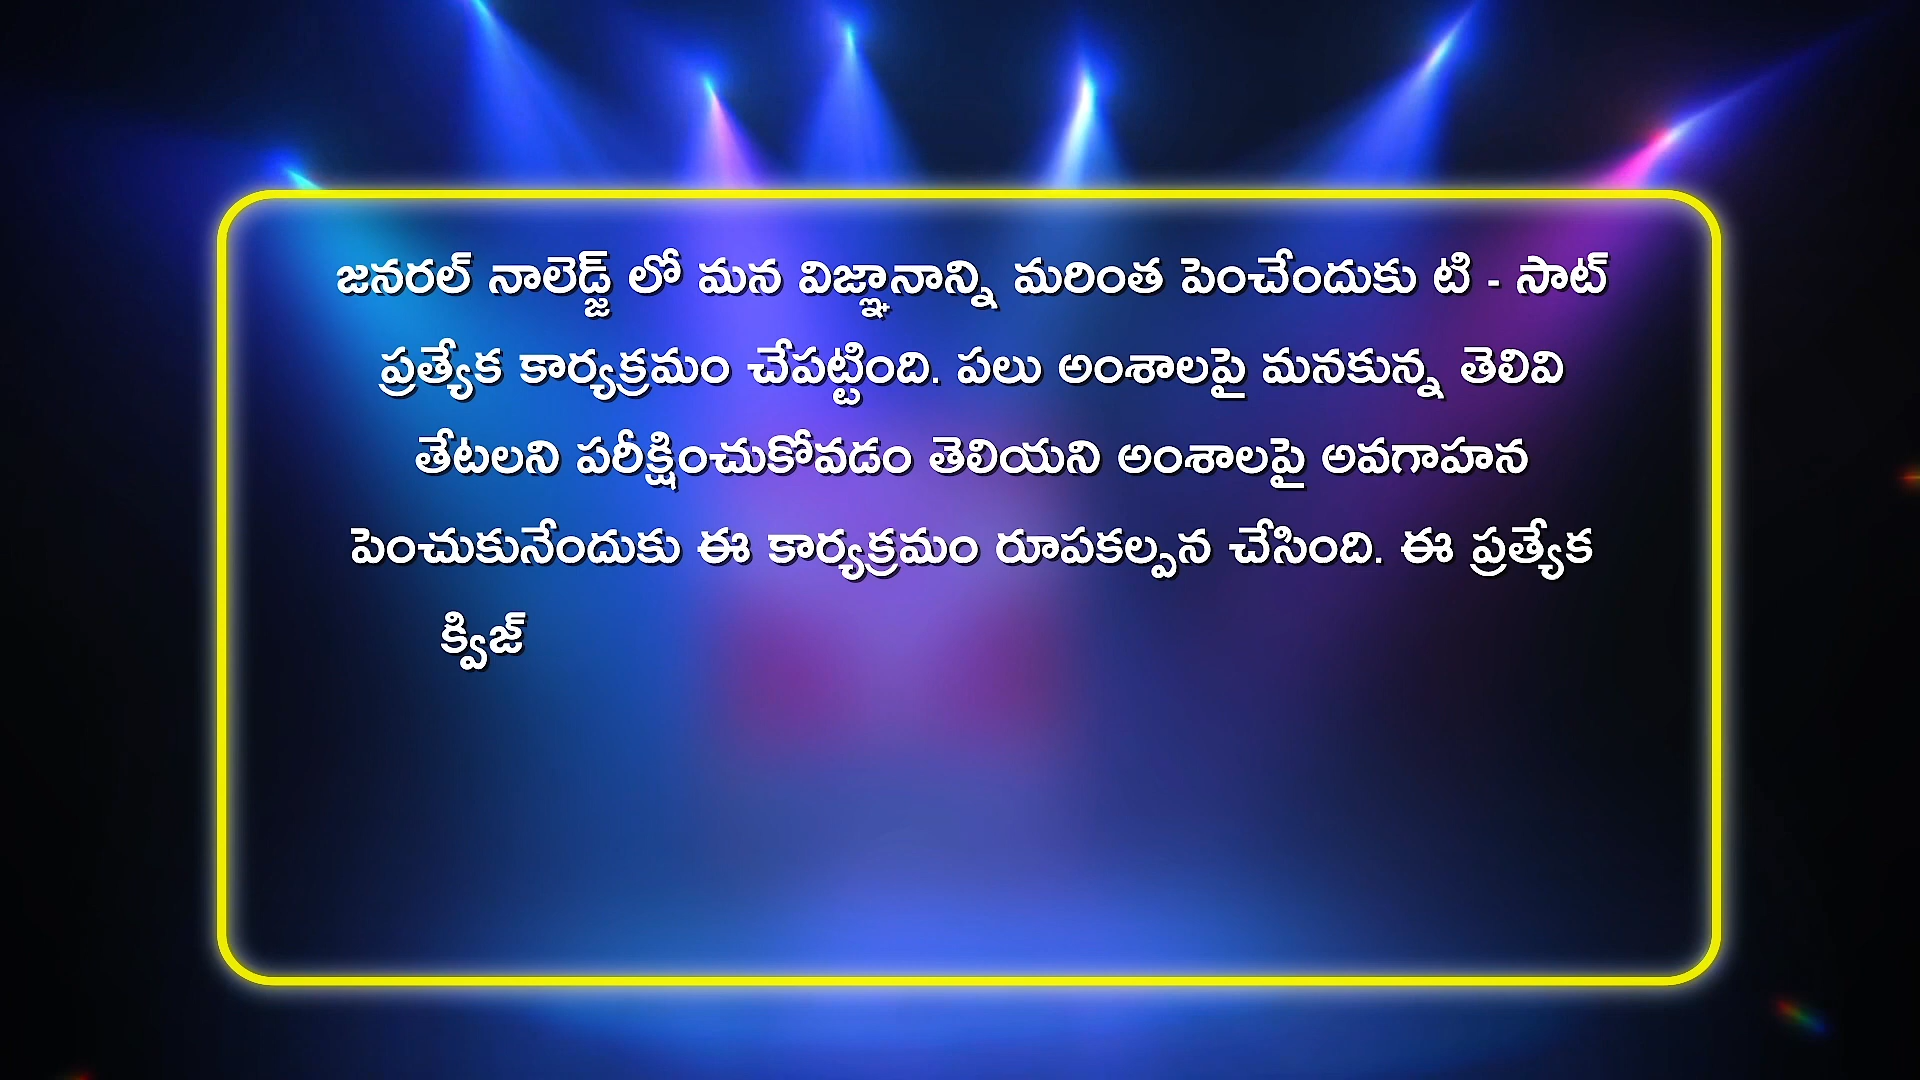 జనరల్ నాలెడ్జ్ లో మన విజ్ఞానాన్ని మరింత పెంచేందుకు టి - సాట్
ప్రత్యేక కార్యక్రమం చేపట్టింది. పలు అంశాలపై మనకున్న తెలివి
తేటలని పరీక్షించుకోవడం తెలియని అంశాలపై అవగాహన
పెంచుకునేందుకు ఈ కార్యక్రమం రూపకల్పన చేసింది. ఈ ప్రత్యేక
క్విజ్